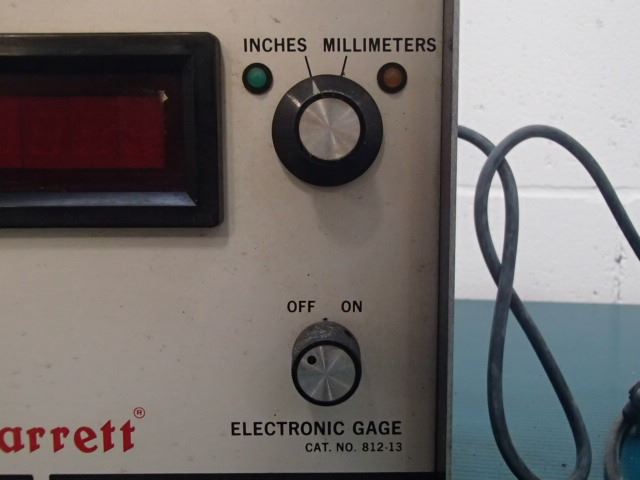 INCHES MILLIMETERS
OFF ON
arrett®
ELECTRONIC GAGE
CAT. NO. 812-13